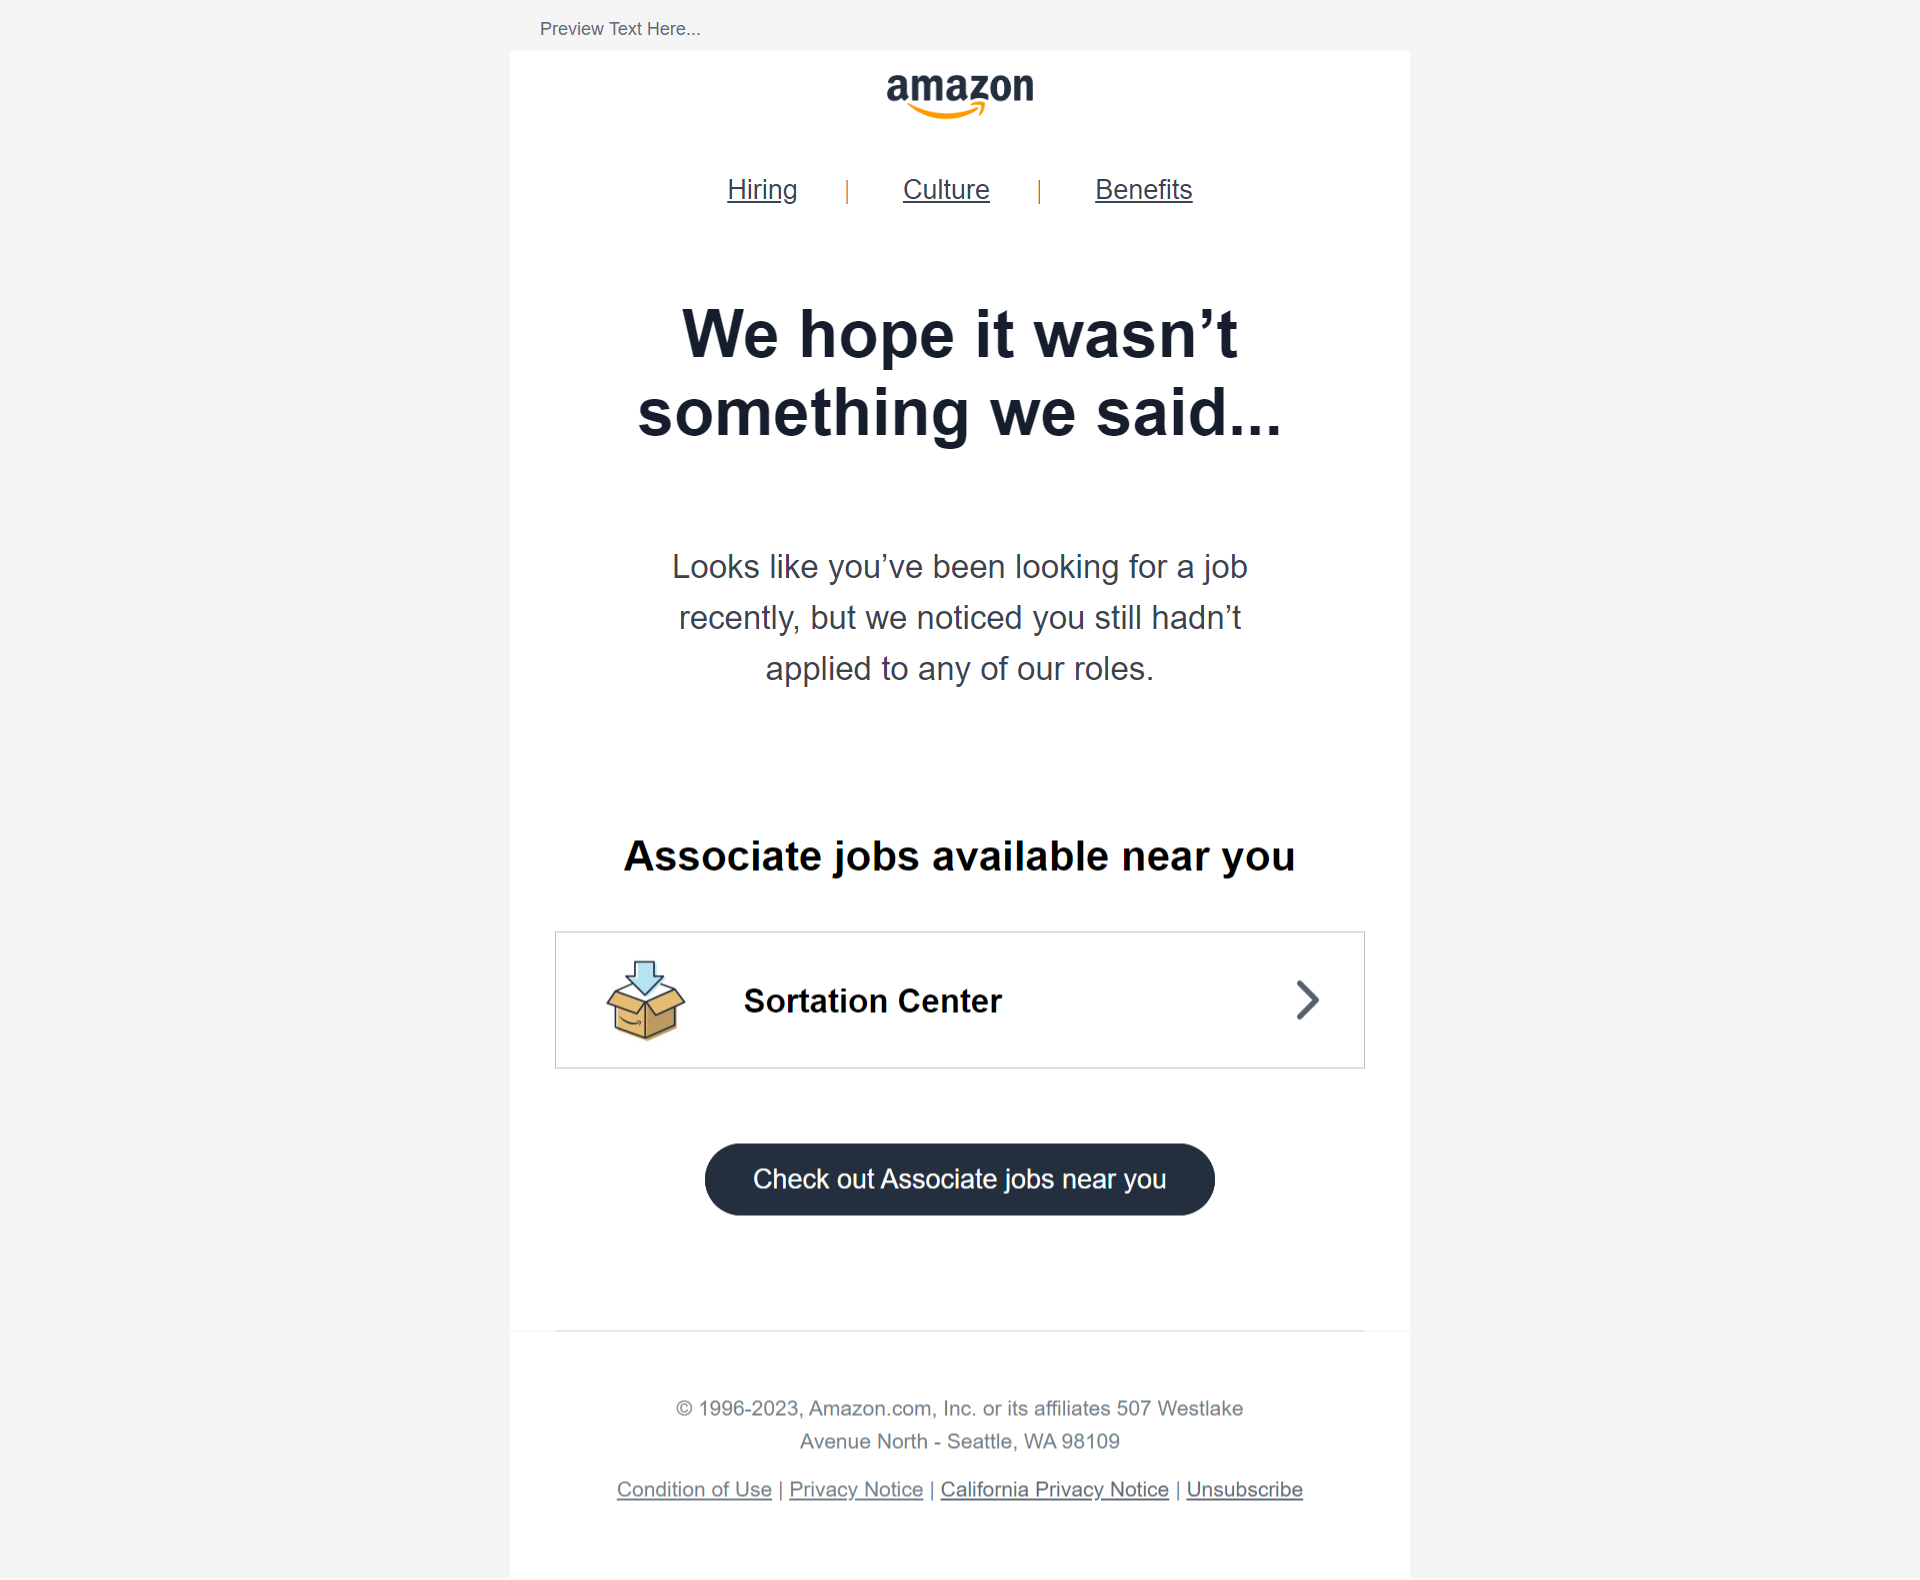 Preview Text Here...
amazon
Hiring | Culture | Benefits
We hope it wasn’t
something we said...
Looks like you’ve been looking for a job
recently, but we noticed you still hadn’t
applied to any of our roles.
Associate jobs available near you
Sortation Center
Check out Associate jobs near you
© 1996-2023, Amazon.com, Inc. or its affiliates 507 Westlake
Avenue North - Seattle, WA 98109
Condition of Use | Privacy Notice | California Privacy Notice | Unsubscribe